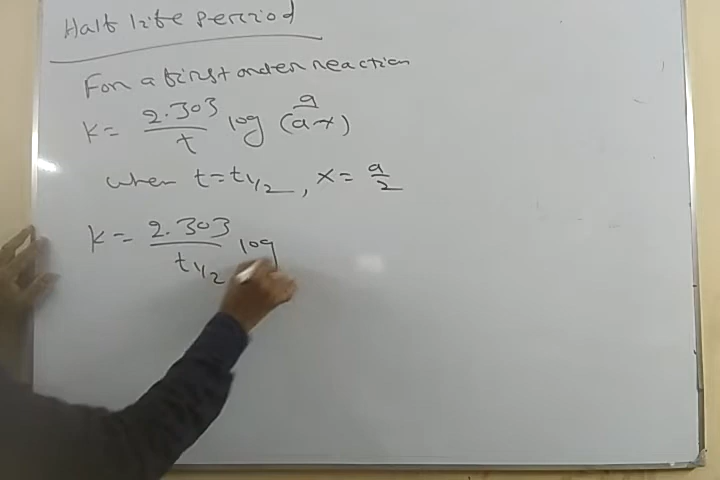 Half life period
For a first order reaction
K = 2.303/t log a/(a-x)
when t = t1/2, x = a/2
K = 2.303/t1/2 log